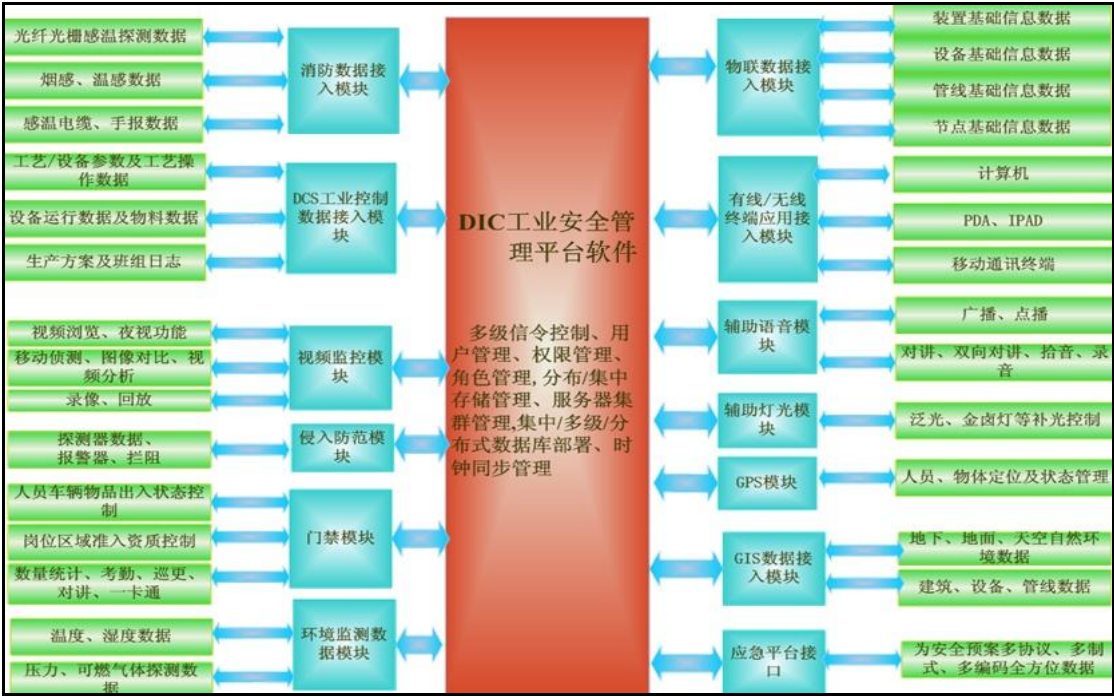 光纤光栅感温探测数据
烟感、温感数据
感温电缆、手报数据
消防数据接
入模块
工艺/设备参数及工艺操
作数据
设备运行数据及物料数据
生产方案及班组日志
DCS工业控制
数据接入模
块
视频浏览、夜视功能
移动侦测、图像对比、视
频分析
录像、回放
视频监控模
块
探测器数据、
报警器、拦阻
侵入防范模
块
人员车辆物品出入状态控
制
岗位区域准入资质控制
数量统计、考勤、巡更、
对讲、一卡通
门禁模块
温度、湿度数据
压力、可燃气体探测数
据
环境监测数
据模块
DIC工业安全管
理平台软件
多级信令控制、用
户管理、权限管理、
角色管理,分布/集中
存储管理、服务器集
群管理,集中/多级/分
布式数据库部署、时
钟同步管理
物联数据接
入模块
装置基础信息数据
设备基础信息数据
管线基础信息数据
节点基础信息数据
有线/无线
终端应用接
入模块
计算机
PDA、IPAD
移动通讯终端
辅助语音模
块
广播、点播
对讲、双向对讲、拾音、录
音
辅助灯光模
块
泛光、金卤灯等补光控制
GPS模块
人员、物体定位及状态管理
GIS数据接
入模块
地下、地面、天空自然环
境数据
建筑、设备、管线数据
应急平台接
口
为安全预案多协议、多制
式、多编码全方位数据